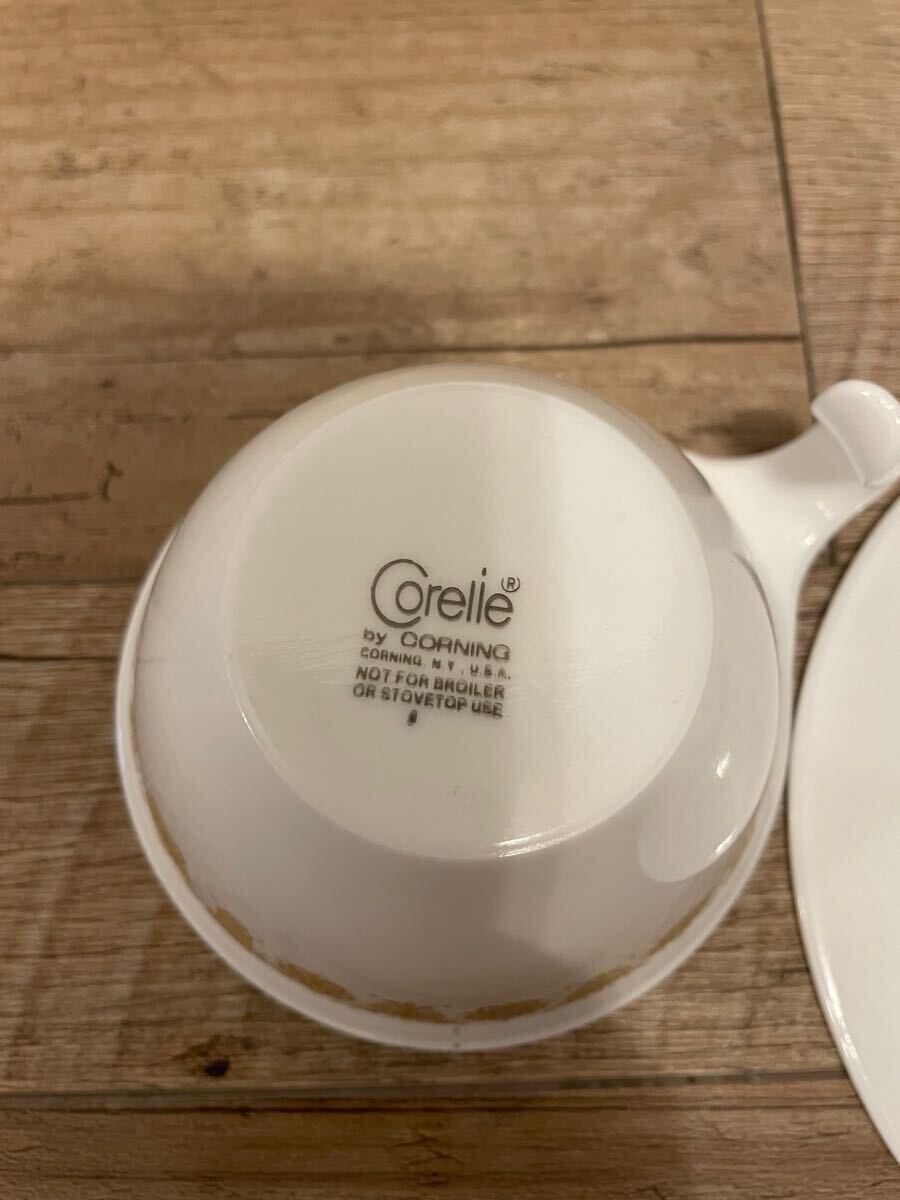 Corelle®
by CORNING
CORNING, N.Y., U.S.A.
NOT FOR BROILER
OR STOVETOP USE